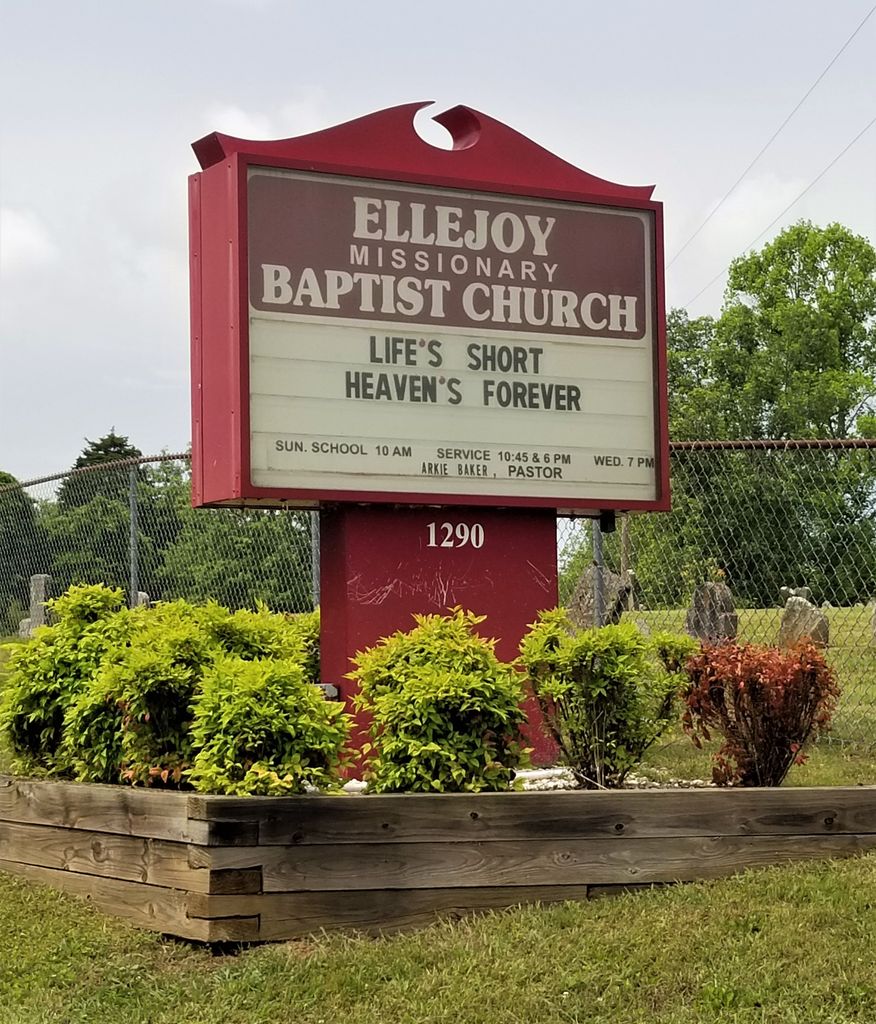 ELLEJOY
MISSIONARY
BAPTIST CHURCH
LIFE'S SHORT
HEAVEN'S FOREVER
SUN. SCHOOL 10 AM SERVICE 10:45 & 6 PM WED. 7 PM
ARKIE BAKER, PASTOR
1290